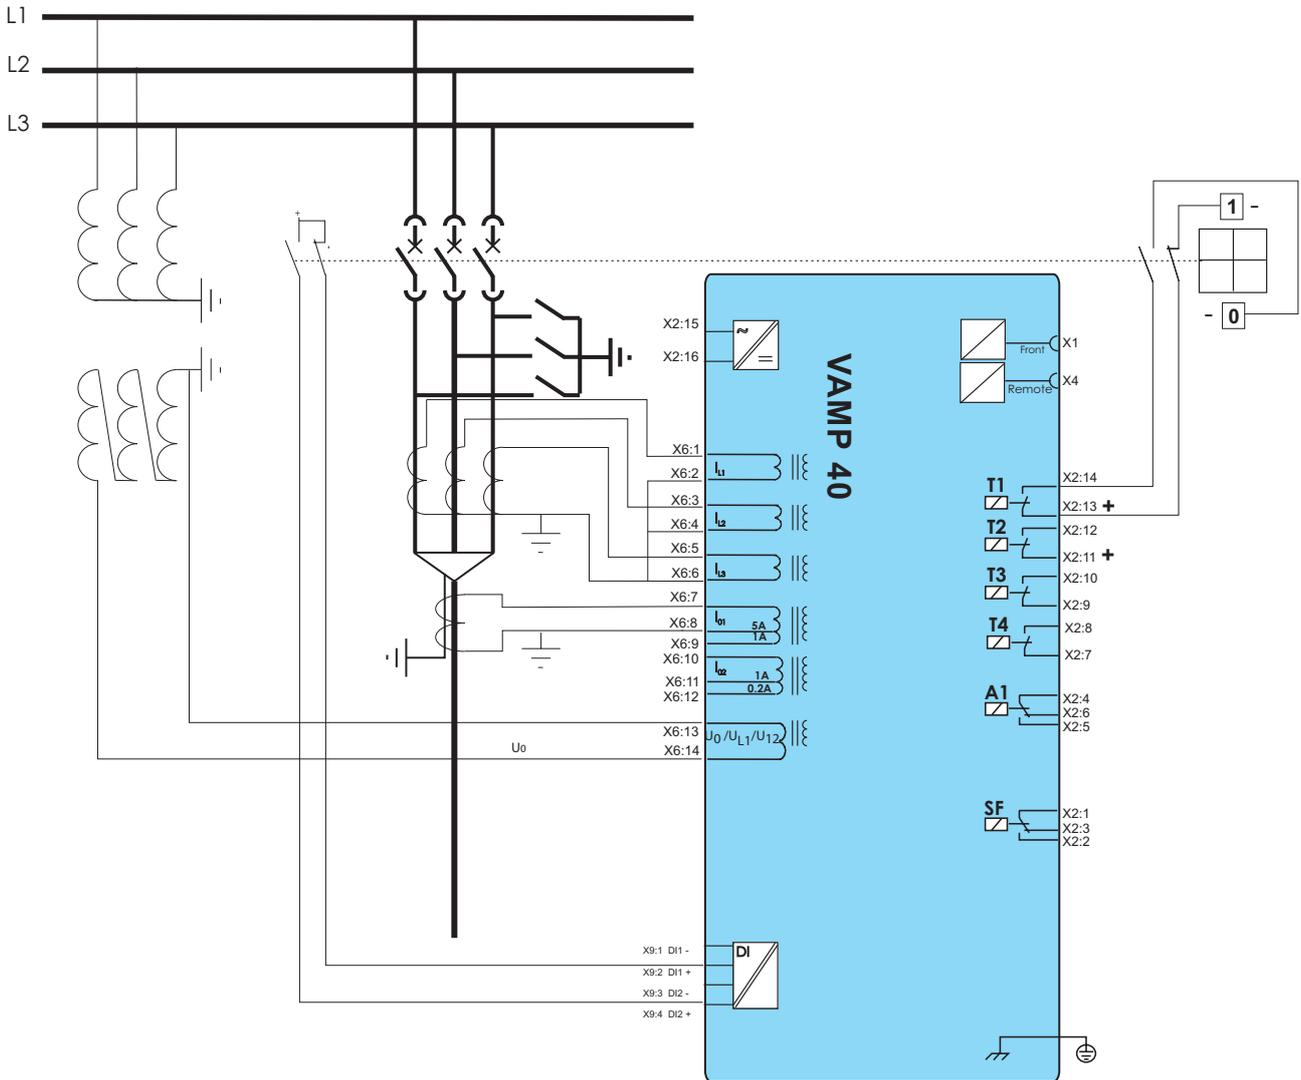 L1
L2
L3
+
1 -
- 0
X2:15
X2:16
~
=
VAMP 40
Front
X1
Remote
X4
X6:1
X6:2
IL1
X6:3
X6:4
IL2
X6:5
X6:6
IL3
X6:7
X6:8
X6:9
I01
5A
1A
X6:10
X6:11
X6:12
I02
1A
0.2A
X6:13
X6:14
U0 /UL1/U12
U0
T1
X2:14
X2:13 +
T2
X2:12
X2:11 +
T3
X2:10
X2:9
T4
X2:8
X2:7
A1
X2:4
X2:6
X2:5
SF
X2:1
X2:3
X2:2
X9:1 DI1 -
X9:2 DI1 +
X9:3 DI2 -
X9:4 DI2 +
DI